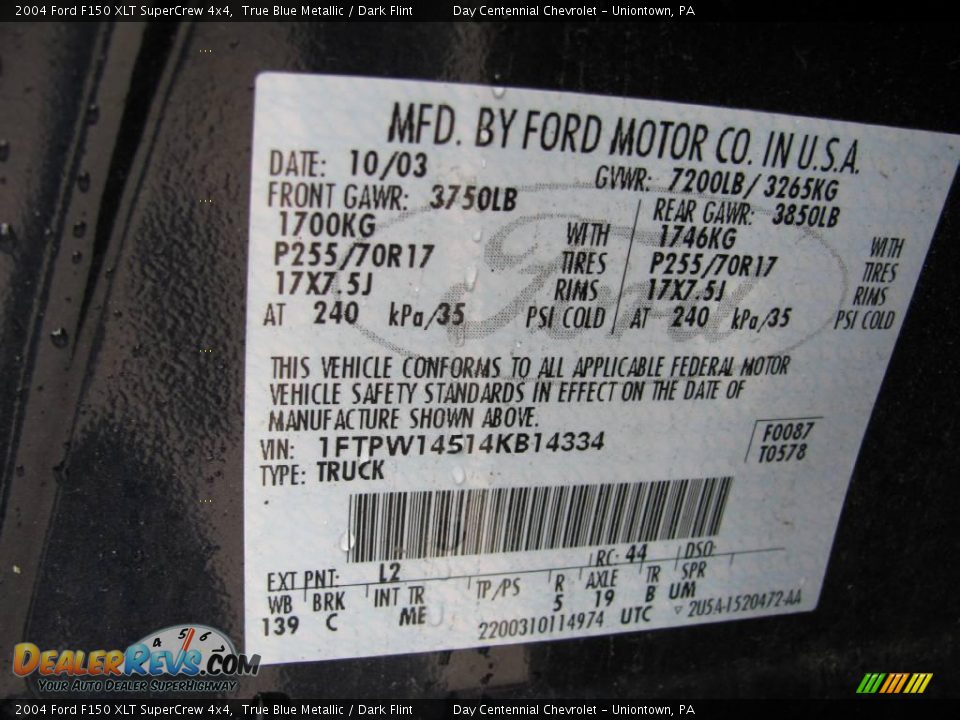 2004 Ford F150 XLT SuperCrew 4x4, True Blue Metallic / Dark Flint Day Centennial Chevrolet - Uniontown, PA
MFD. BY FORD MOTOR CO. IN U.S.A.
DATE: 10/03 GVWR: 7200LB/ 3265KG
FRONT GAWR: 3750LB REAR GAWR: 3850LB
1700KG WITH 1746KG WITH
P255/70R17 TIRES P255/70R17 TIRES
17X7.5J RIMS 17X7.5J RIMS
AT 240 kPa/35 PSI COLD AT 240 kPa/35 PSI COLD
Ford
THIS VEHICLE CONFORMS TO ALL APPLICABLE FEDERAL MOTOR
VEHICLE SAFETY STANDARDS IN EFFECT ON THE DATE OF
MANUFACTURE SHOWN ABOVE.
VIN: 1FTPW14514KB14334 F0087
TYPE: TRUCK T0578
EXT PNT: L2 RC: 44 DSO:
WB BRK INT TR TP/PS R AXLE TR SPR
139 C ME 5 19 B UM
2200310114974 UTC ▽ 2U5A-1520472-AA
4 5 6
DEALERREVS.COM
YOUR AUTO DEALER SUPERHIGHWAY
2004 Ford F150 XLT SuperCrew 4x4, True Blue Metallic / Dark Flint Day Centennial Chevrolet - Uniontown, PA